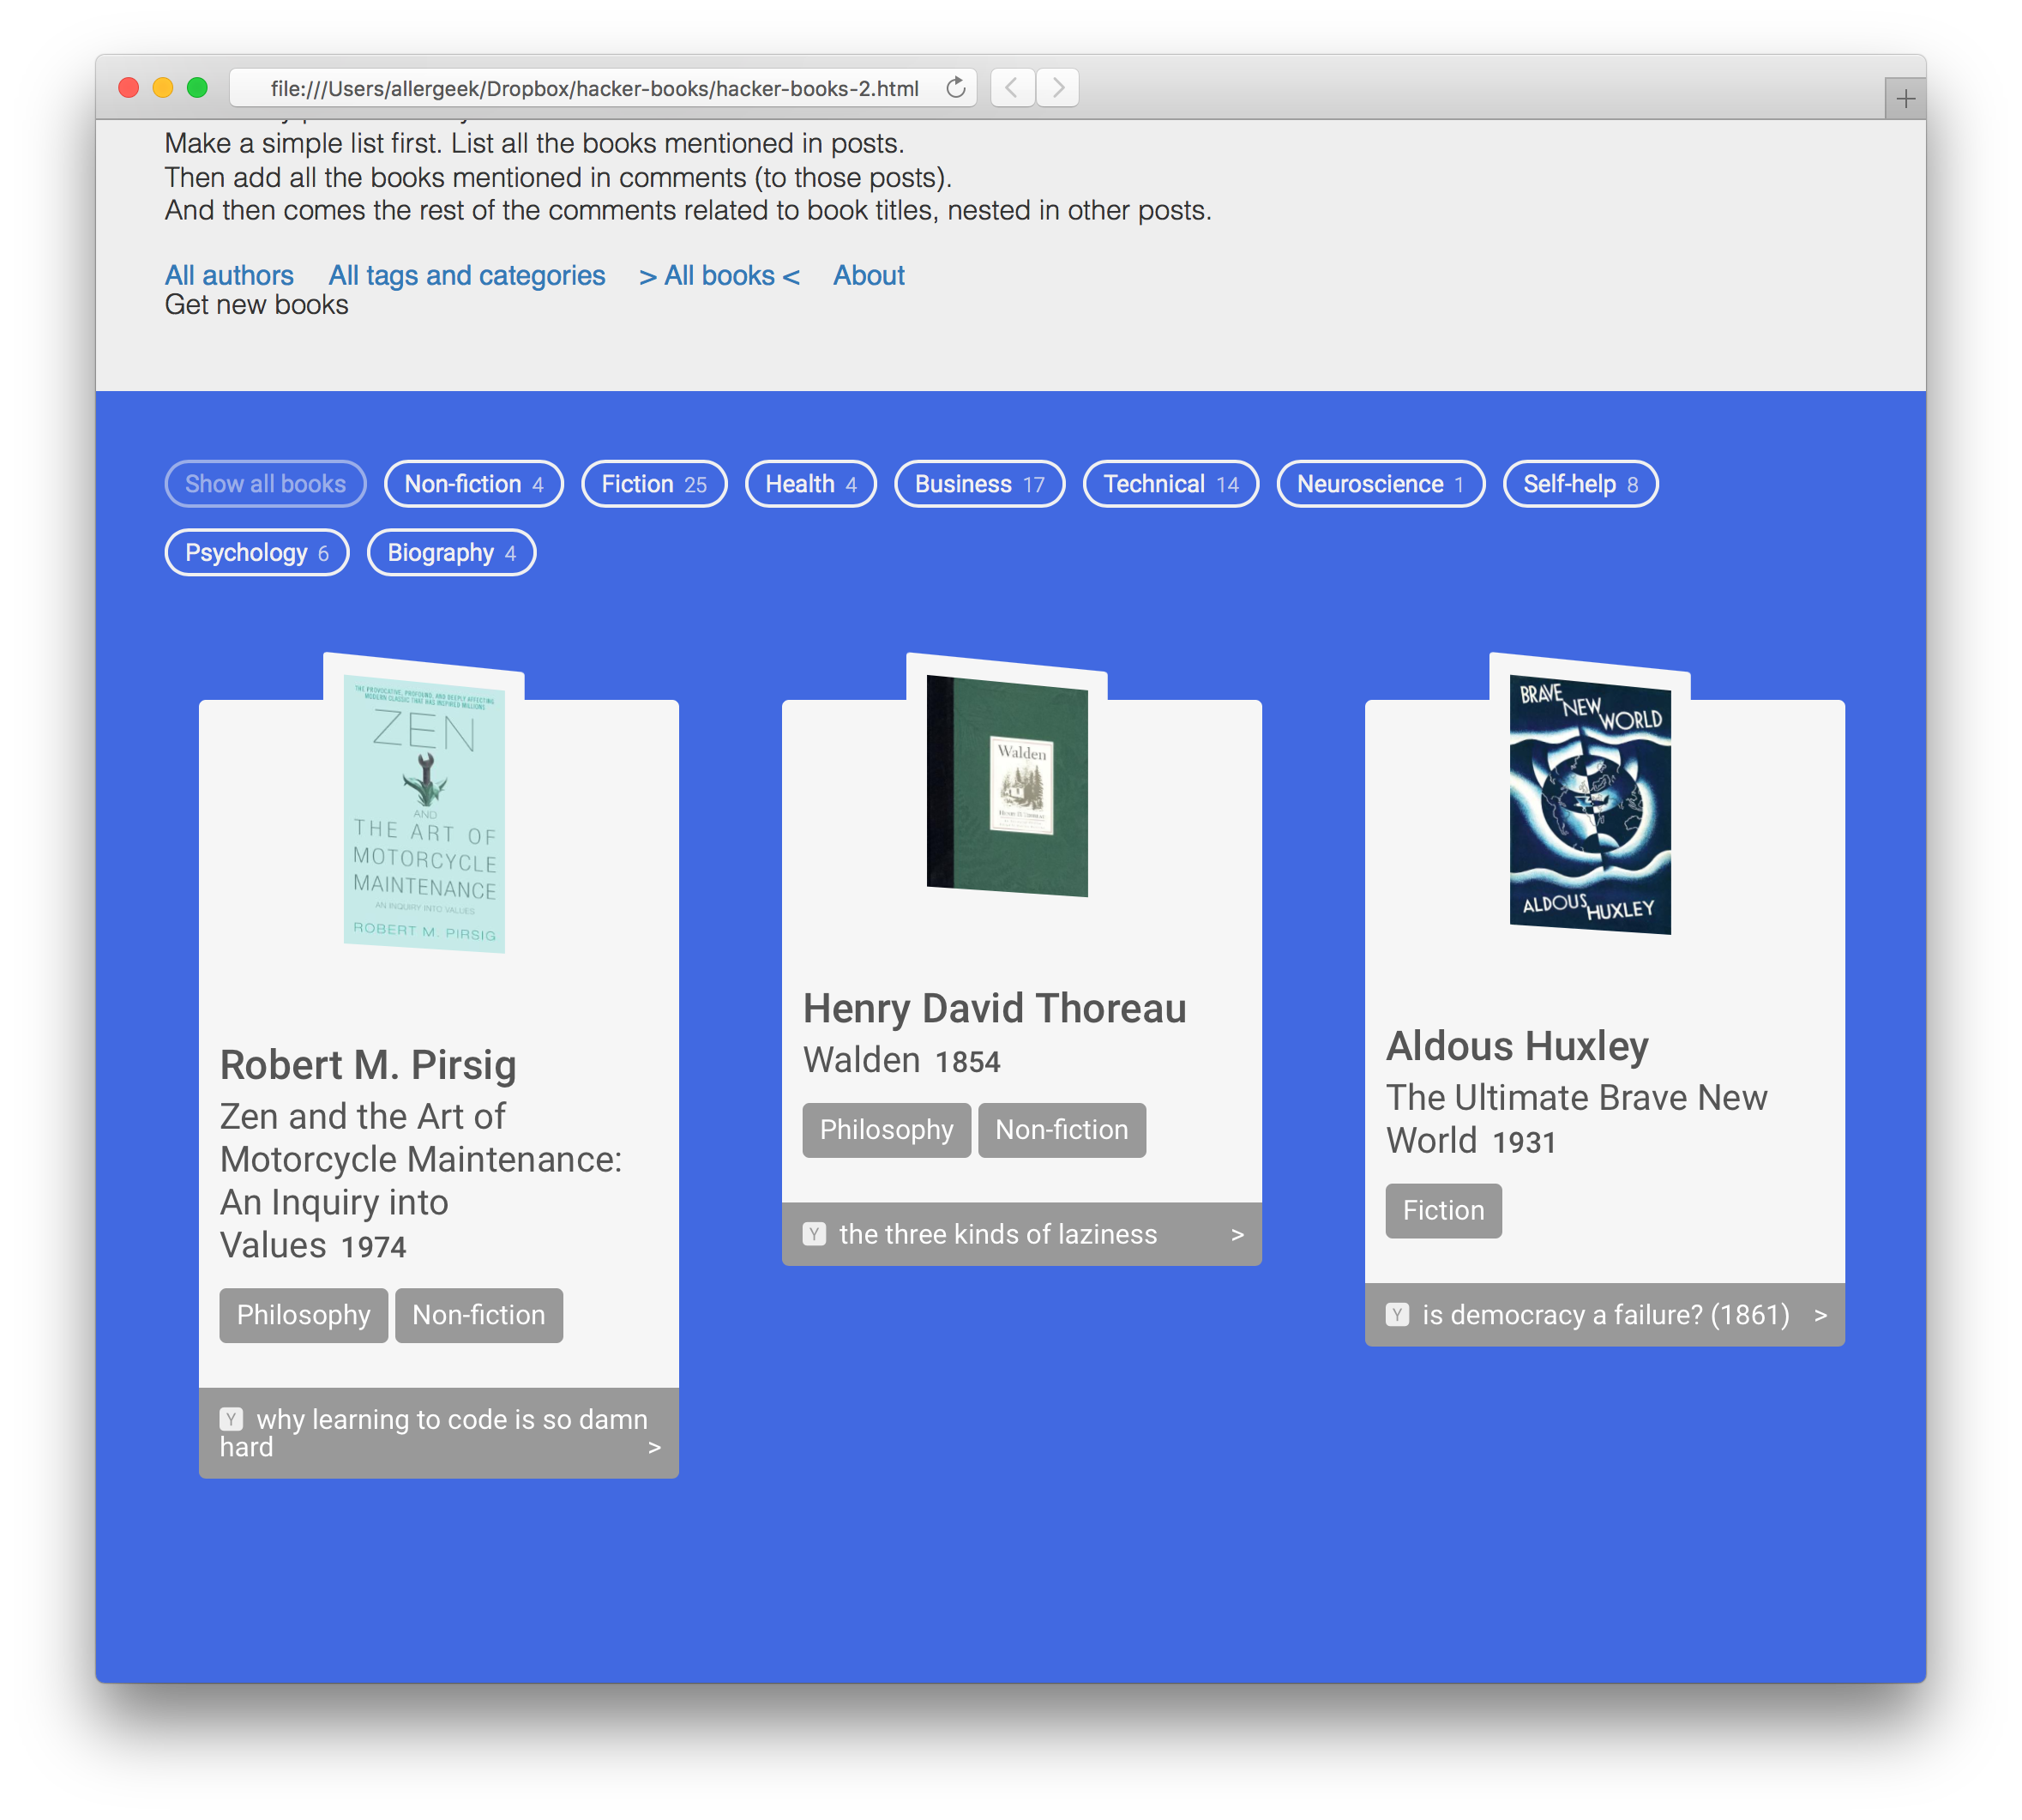 file:///Users/allergeek/Dropbox/hacker-books/hacker-books-2.html
Make a simple list first. List all the books mentioned in posts.
Then add all the books mentioned in comments (to those posts).
And then comes the rest of the comments related to book titles, nested in other posts.
All authors All tags and categories > All books < About
Get new books
Show all books Non-fiction 4 Fiction 25 Health 4 Business 17 Technical 14 Neuroscience 1 Self-help 8
Psychology 6 Biography 4
THE PROVOCATIVE, PROFOUND, AND DEEPLY AFFECTING
MODERN CLASSIC THAT HAS INSPIRED MILLIONS
ZEN
AND
THE ART OF
MOTORCYCLE
MAINTENANCE
AN INQUIRY INTO VALUES
ROBERT M. PIRSIG
Robert M. Pirsig
Zen and the Art of
Motorcycle Maintenance:
An Inquiry into
Values 1974
Philosophy Non-fiction
Y why learning to code is so damn
hard >
Walden
Henry David Thoreau
Walden 1854
Philosophy Non-fiction
Y the three kinds of laziness >
BRAVE
NEW
WORLD
ALDOUS
HUXLEY
Aldous Huxley
The Ultimate Brave New
World 1931
Fiction
Y is democracy a failure? (1861) >